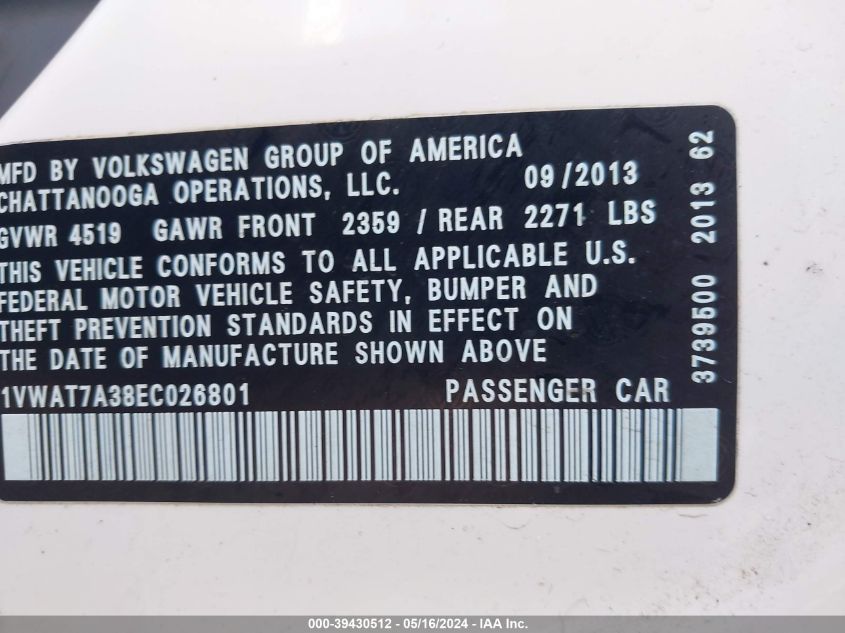 MFD BY VOLKSWAGEN GROUP OF AMERICA
CHATTANOOGA OPERATIONS, LLC. 09/2013
GVWR 4519 GAWR FRONT 2359 / REAR 2271 LBS
THIS VEHICLE CONFORMS TO ALL APPLICABLE U.S.
FEDERAL MOTOR VEHICLE SAFETY, BUMPER AND
THEFT PREVENTION STANDARDS IN EFFECT ON
THE DATE OF MANUFACTURE SHOWN ABOVE
1VWAT7A38EC026801 PASSENGER CAR
3739500 2013 62
000-39430512 - 05/16/2024 - IAA Inc.